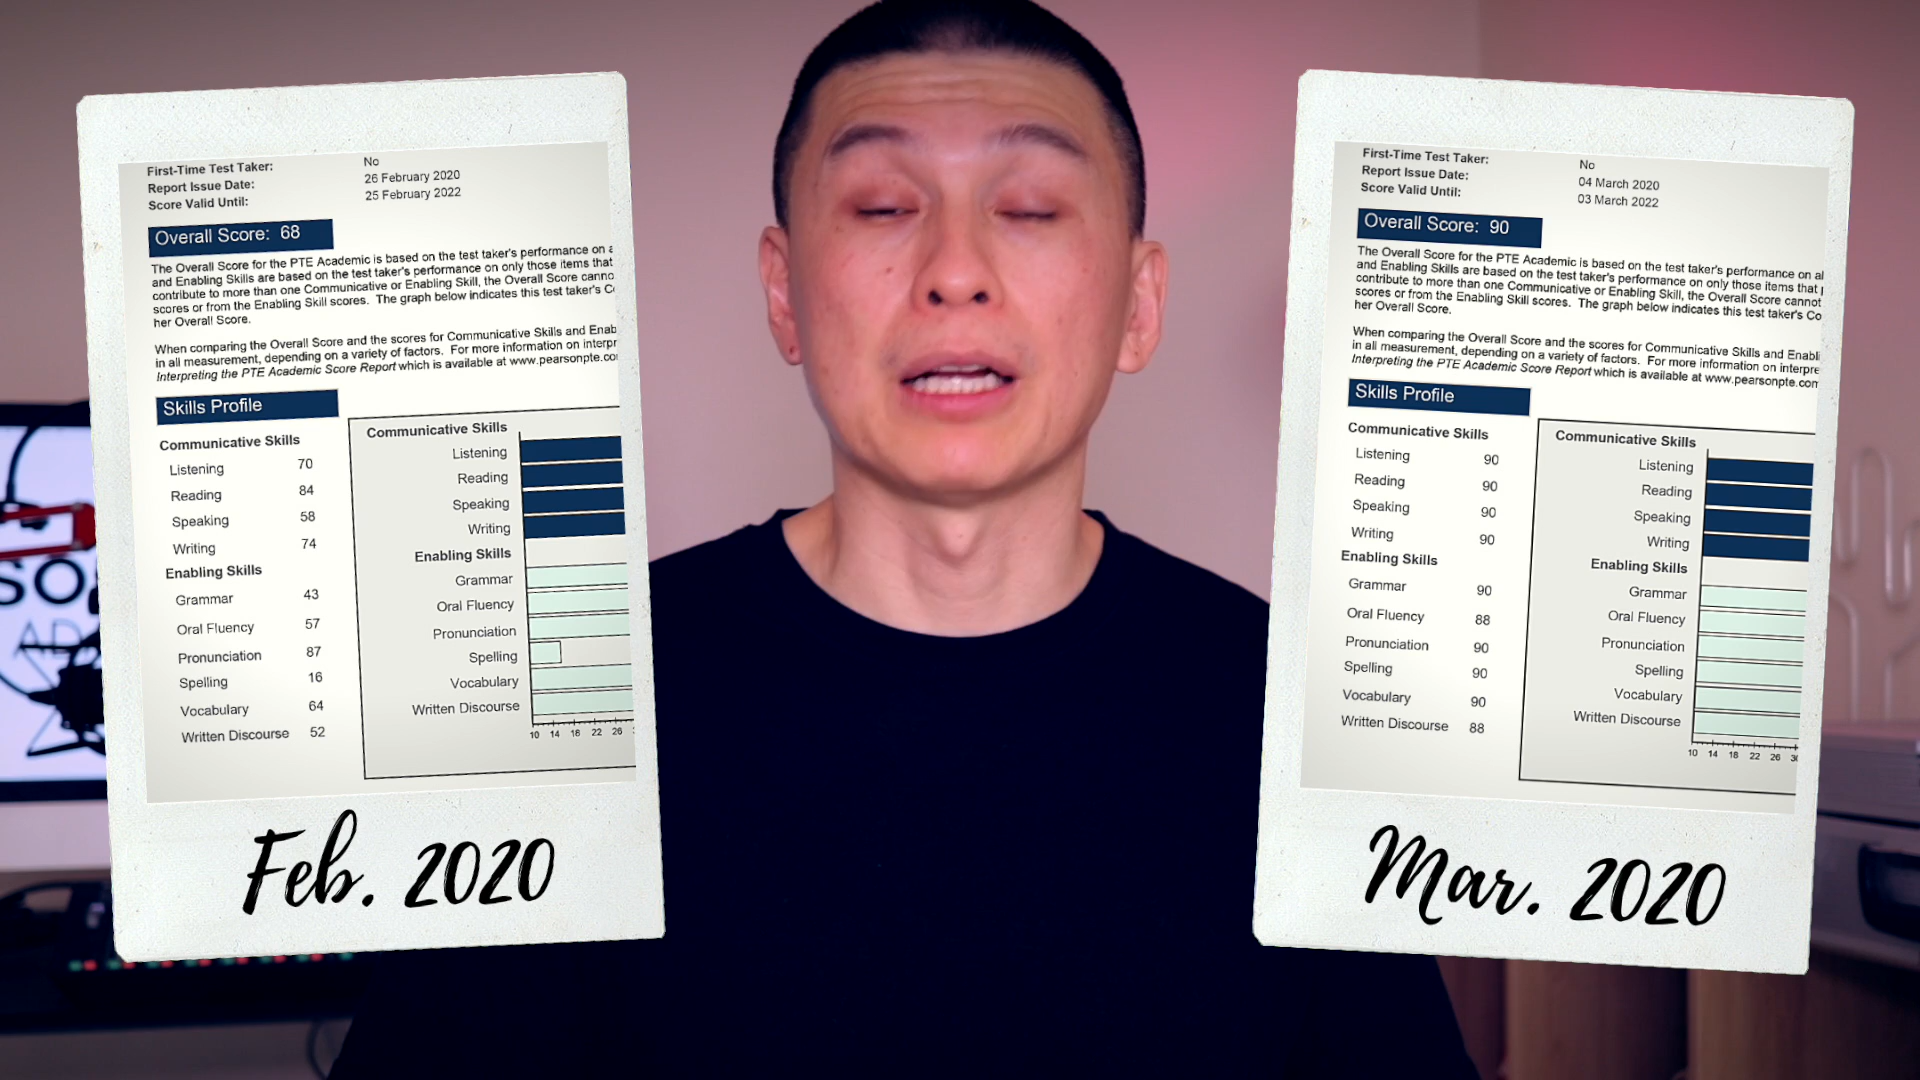 First-Time Test Taker: No
Report Issue Date: 26 February 2020
Score Valid Until: 25 February 2022
Overall Score: 68
The Overall Score for the PTE Academic is based on the test taker's performance on a
and Enabling Skills are based on the test taker's performance on only those items that
contribute to more than one Communicative or Enabling Skill, the Overall Score canno
scores or from the Enabling Skill scores. The graph below indicates this test taker's C
her Overall Score.
When comparing the Overall Score and the scores for Communicative Skills and Enab
in all measurement, depending on a variety of factors. For more information on interpr
Interpreting the PTE Academic Score Report which is available at www.pearsonpte.co
Skills Profile
Communicative Skills
Listening 70
Reading 84
Speaking 58
Writing 74
Enabling Skills
Grammar 43
Oral Fluency 57
Pronunciation 87
Spelling 16
Vocabulary 64
Written Discourse 52
Communicative Skills
Listening
Reading
Speaking
Writing
Enabling Skills
Grammar
Oral Fluency
Pronunciation
Spelling
Vocabulary
Written Discourse
10 14 18 22 26
Feb. 2020
First-Time Test Taker: No
Report Issue Date: 04 March 2020
Score Valid Until: 03 March 2022
Overall Score: 90
The Overall Score for the PTE Academic is based on the test taker's performance on al
and Enabling Skills are based on the test taker's performance on only those items that
contribute to more than one Communicative or Enabling Skill, the Overall Score cannot
scores or from the Enabling Skill scores. The graph below indicates this test taker's Co
her Overall Score.
When comparing the Overall Score and the scores for Communicative Skills and Enabli
in all measurement, depending on a variety of factors. For more information on interpre
Interpreting the PTE Academic Score Report which is available at www.pearsonpte.com
Skills Profile
Communicative Skills
Listening 90
Reading 90
Speaking 90
Writing 90
Enabling Skills
Grammar 90
Oral Fluency 88
Pronunciation 90
Spelling 90
Vocabulary 90
Written Discourse 88
Communicative Skills
Listening
Reading
Speaking
Writing
Enabling Skills
Grammar
Oral Fluency
Pronunciation
Spelling
Vocabulary
Written Discourse
10 14 18 22 26
Mar. 2020
SO